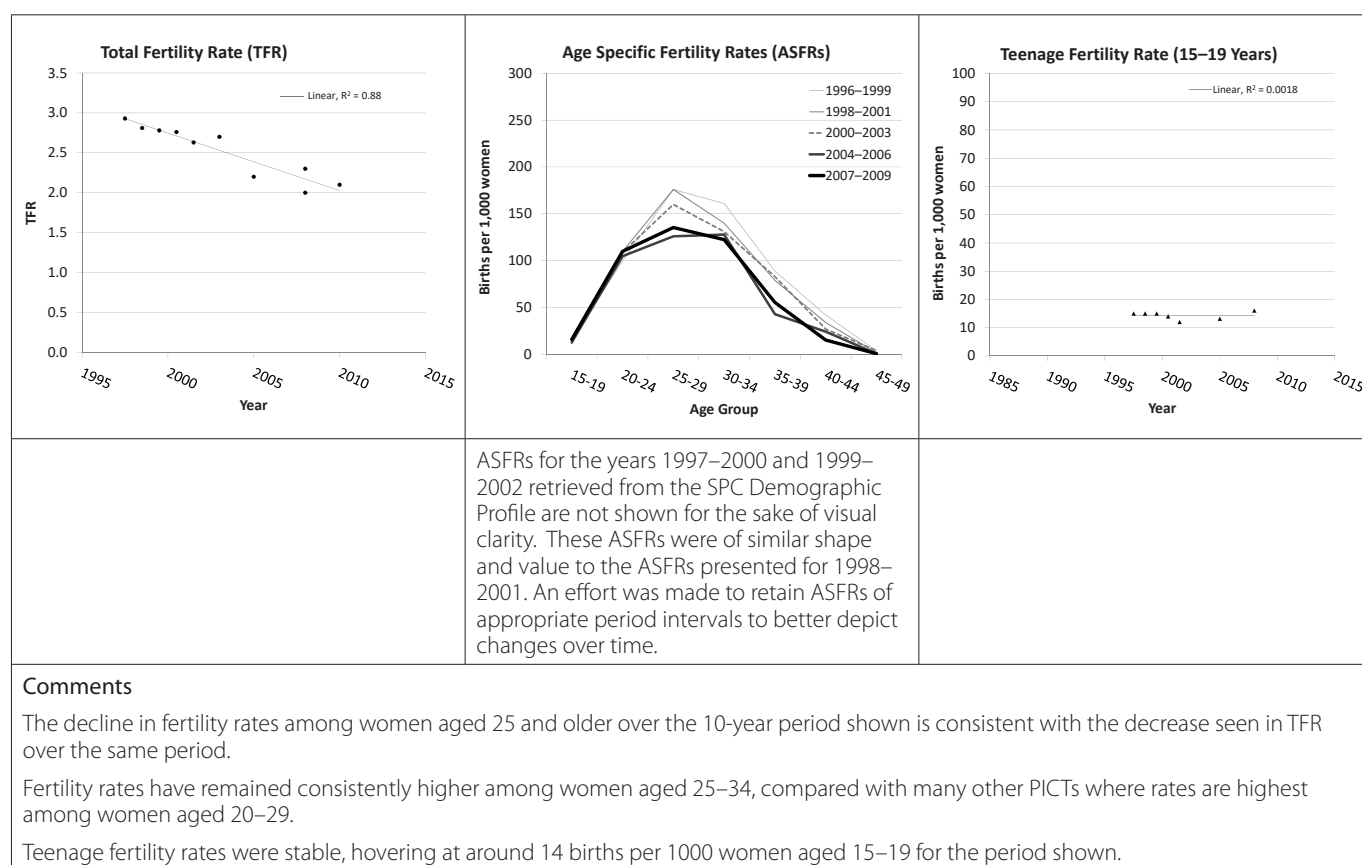 Total Fertility Rate (TFR)
3.5
3.0
2.5
2.0
1.5
1.0
0.5
0.0
TFR
Linear, R² = 0.88
1995
2000
2005
2010
2015
Year
Age Specific Fertility Rates (ASFRs)
300
250
200
150
100
50
0
Births per 1,000 women
1996–1999
1998–2001
2000–2003
2004–2006
2007–2009
15-19
20-24
25-29
30-34
35-39
40-44
45-49
Age Group
Teenage Fertility Rate (15–19 Years)
100
90
80
70
60
50
40
30
20
10
0
Births per 1,000 women
Linear, R² = 0.0018
1985
1990
1995
2000
2005
2010
2015
Year
ASFRs for the years 1997–2000 and 1999–
2002 retrieved from the SPC Demographic
Profile are not shown for the sake of visual
clarity. These ASFRs were of similar shape
and value to the ASFRs presented for 1998–
2001. An effort was made to retain ASFRs of
appropriate period intervals to better depict
changes over time.
Comments
The decline in fertility rates among women aged 25 and older over the 10-year period shown is consistent with the decrease seen in TFR
over the same period.
Fertility rates have remained consistently higher among women aged 25–34, compared with many other PICTs where rates are highest
among women aged 20–29.
Teenage fertility rates were stable, hovering at around 14 births per 1000 women aged 15–19 for the period shown.